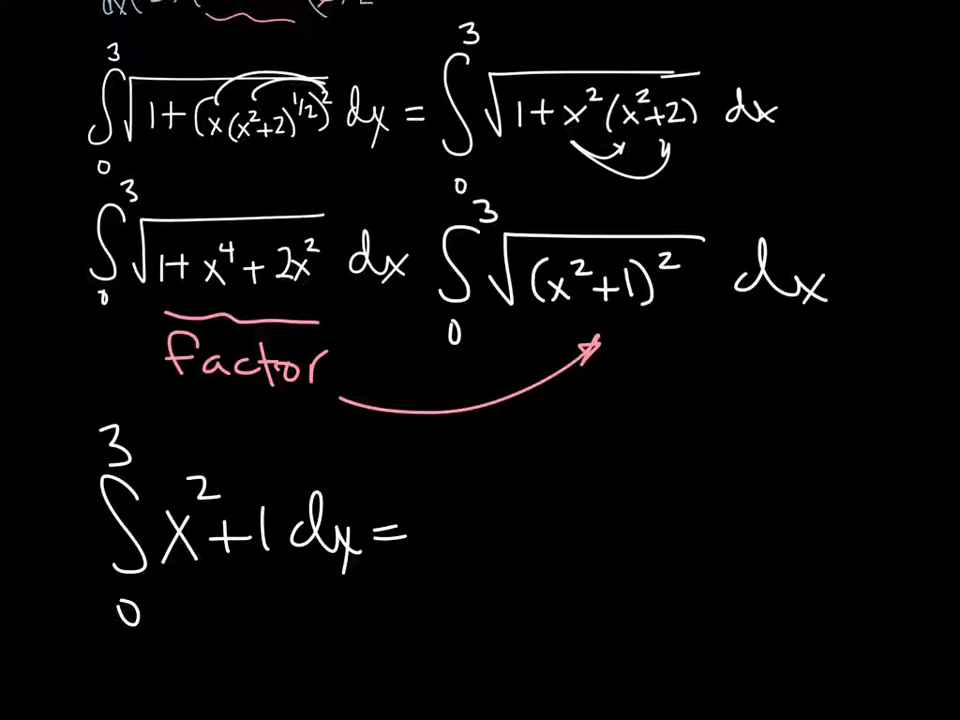 ∫₀³ √(1+(x(x²+2)^1/2)²) dx = ∫₀³ √(1+x²(x²+2)) dx
∫₀³ √(1+x⁴+2x²) dx ∫₀³ √((x²+1)²) dx
factor
∫₀³ x²+1 dx =